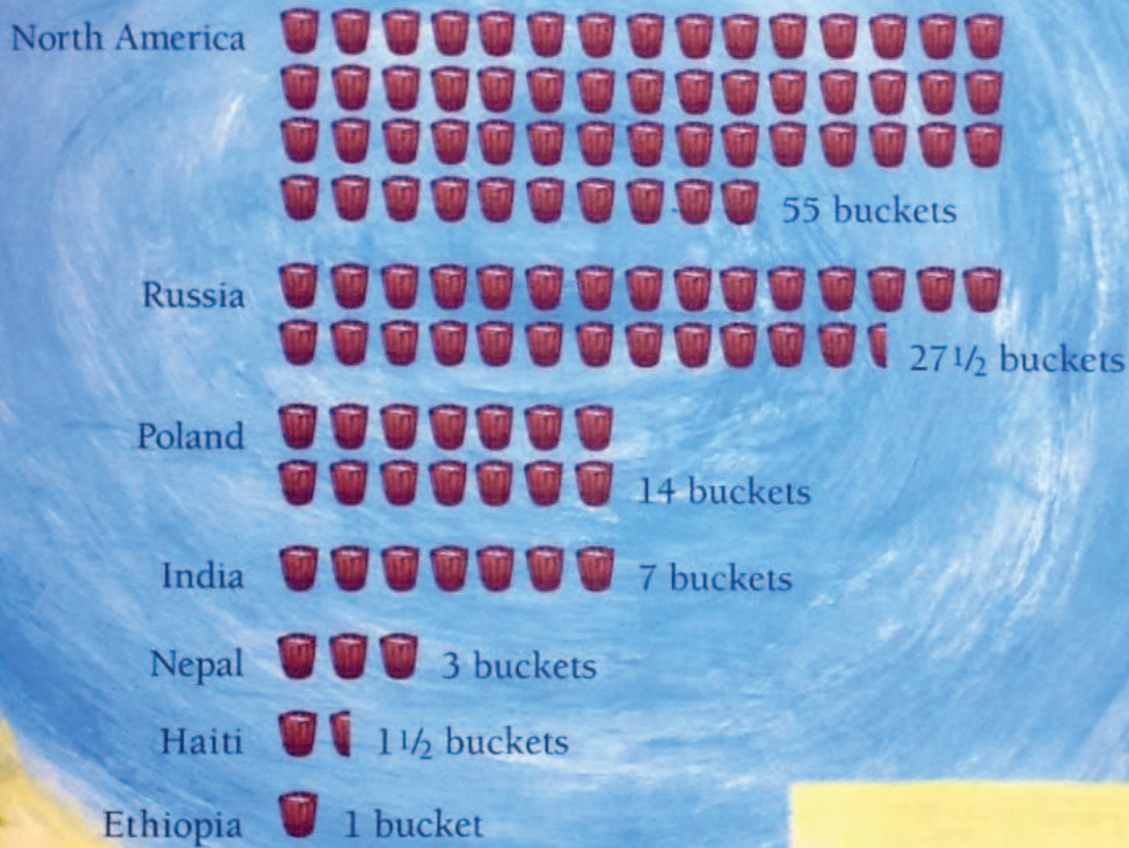 North America
55 buckets
Russia
27 1/2 buckets
Poland
14 buckets
India
7 buckets
Nepal
3 buckets
Haiti
1 1/2 buckets
Ethiopia
1 bucket